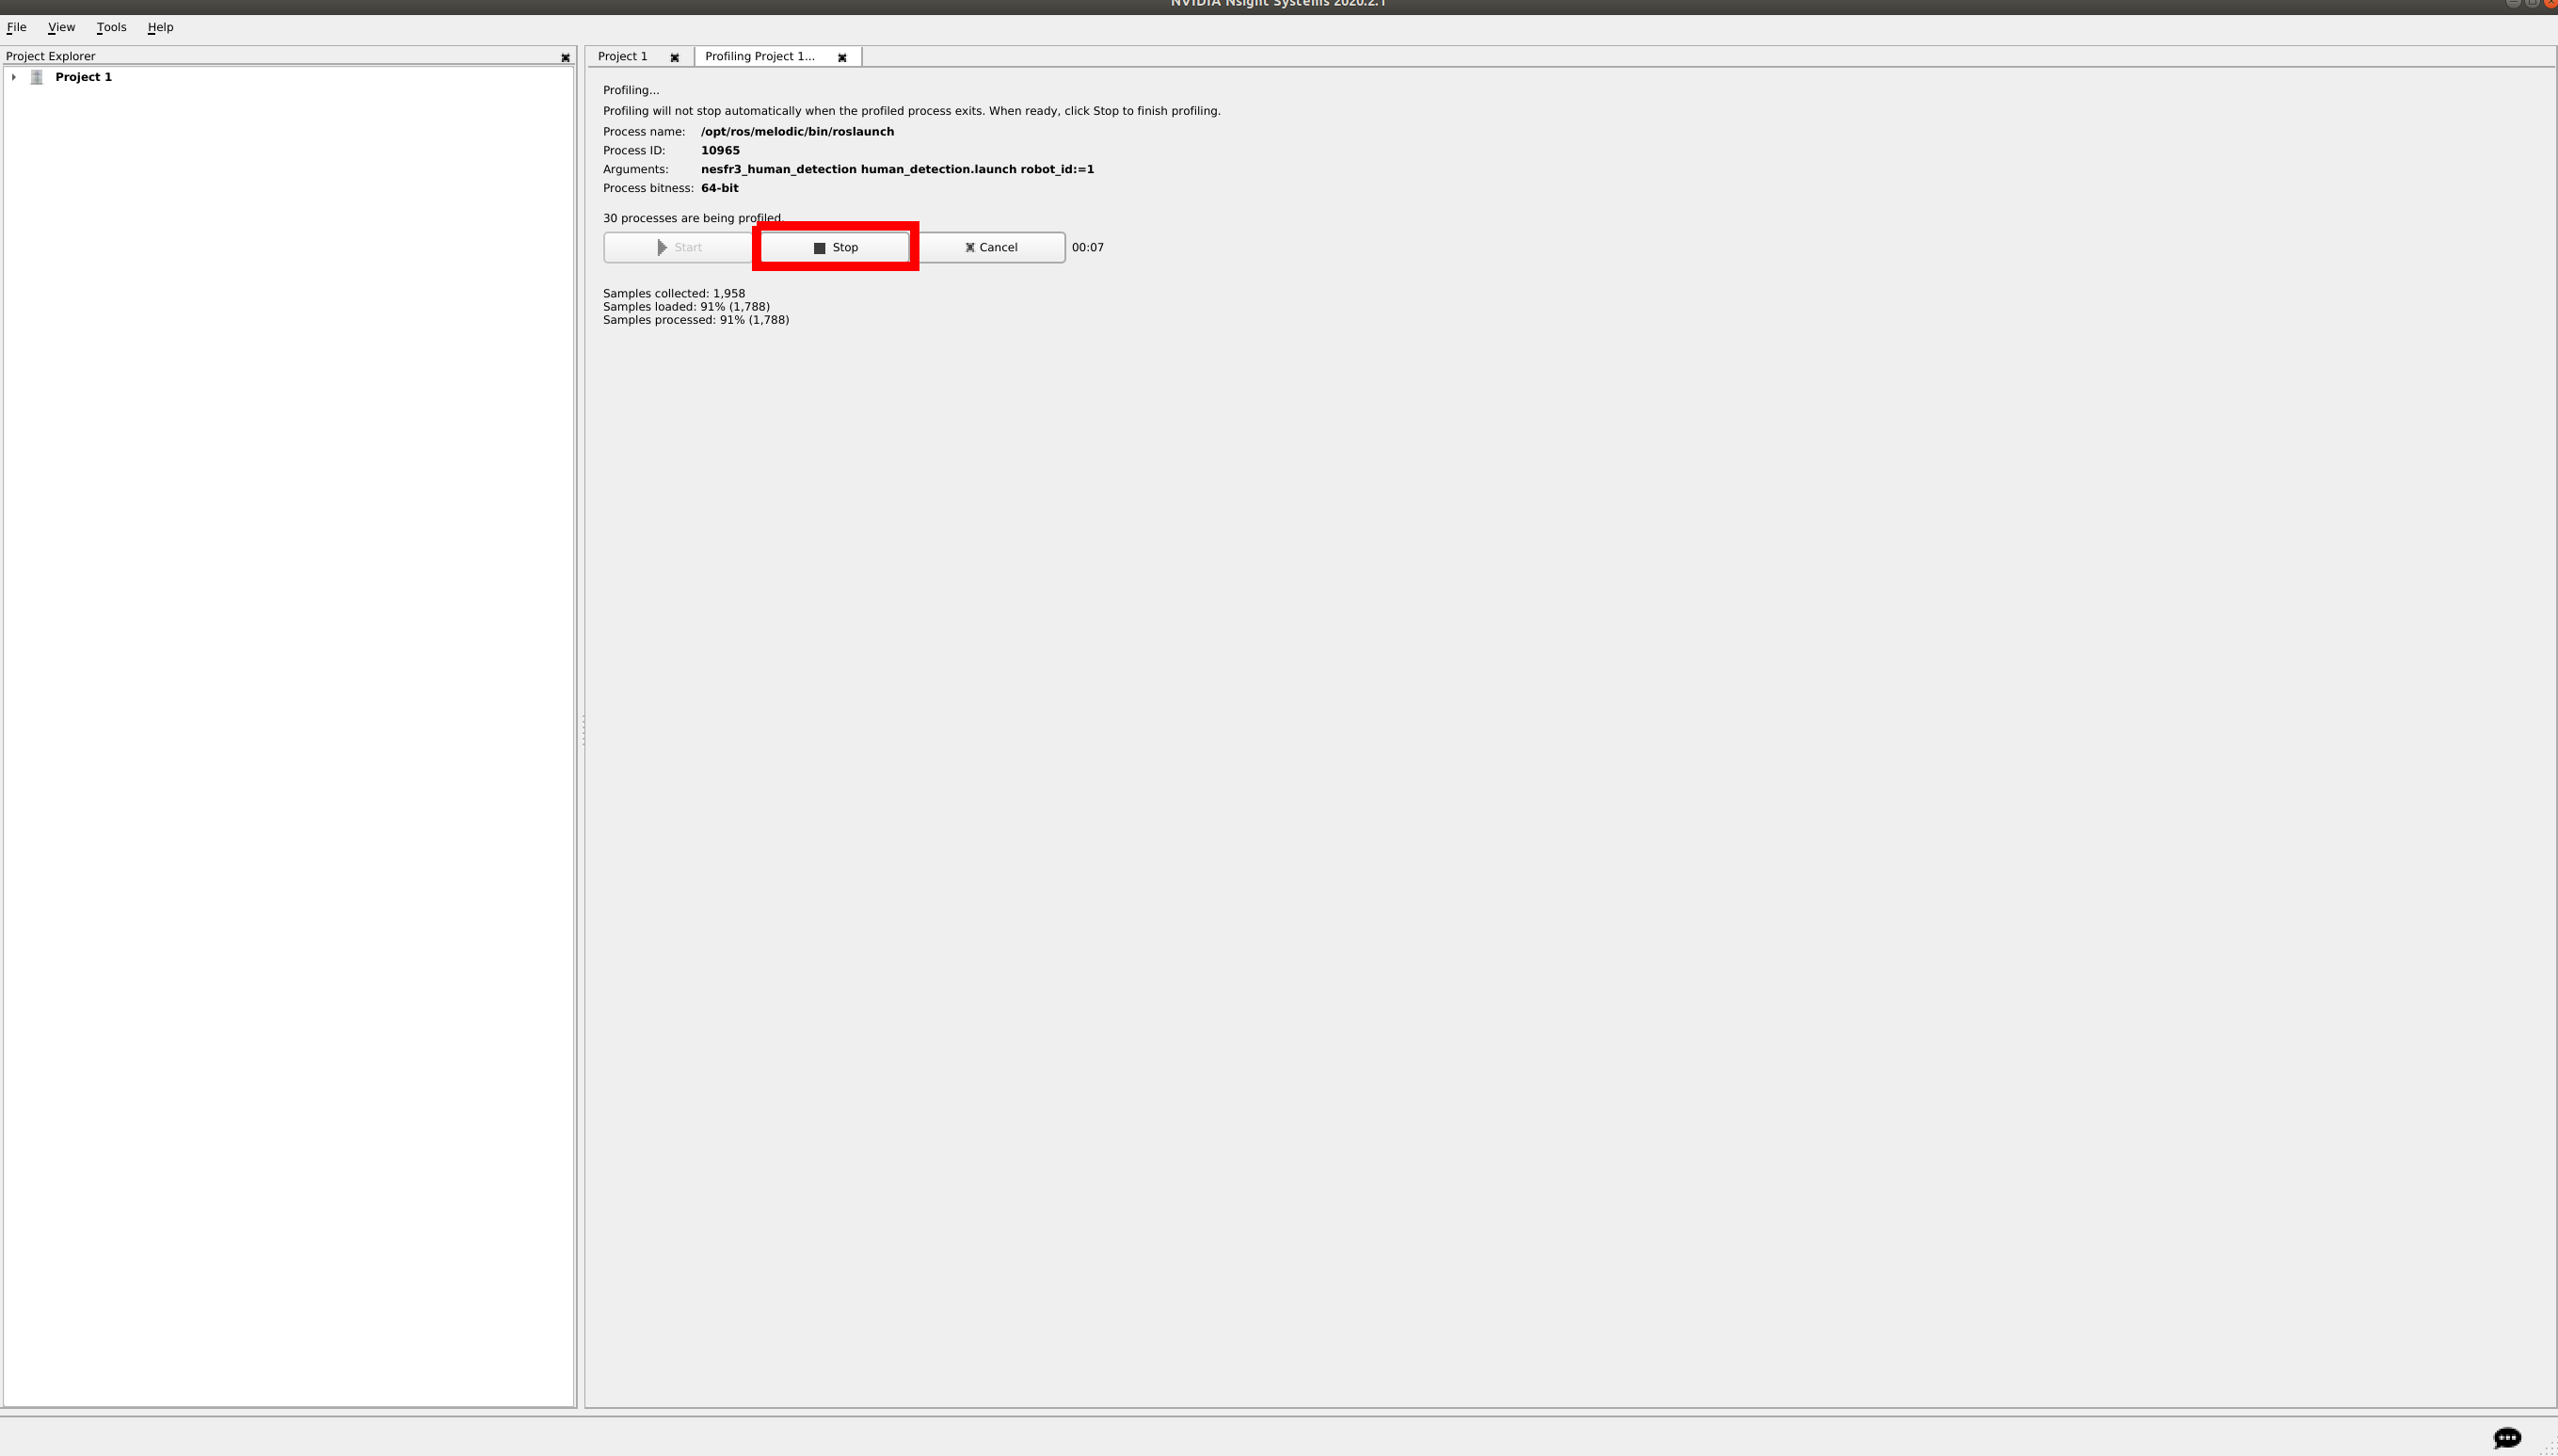 NVIDIA Nsight Systems 2020.2.1
File View Tools Help
Project Explorer
Project 1
Project 1
Profiling Project 1...
Profiling...
Profiling will not stop automatically when the profiled process exits. When ready, click Stop to finish profiling.
Process name: /opt/ros/melodic/bin/roslaunch
Process ID: 10965
Arguments: nesfr3_human_detection human_detection.launch robot_id:=1
Process bitness: 64-bit
30 processes are being profiled.
Start Stop Cancel 00:07
Samples collected: 1,958
Samples loaded: 91% (1,788)
Samples processed: 91% (1,788)